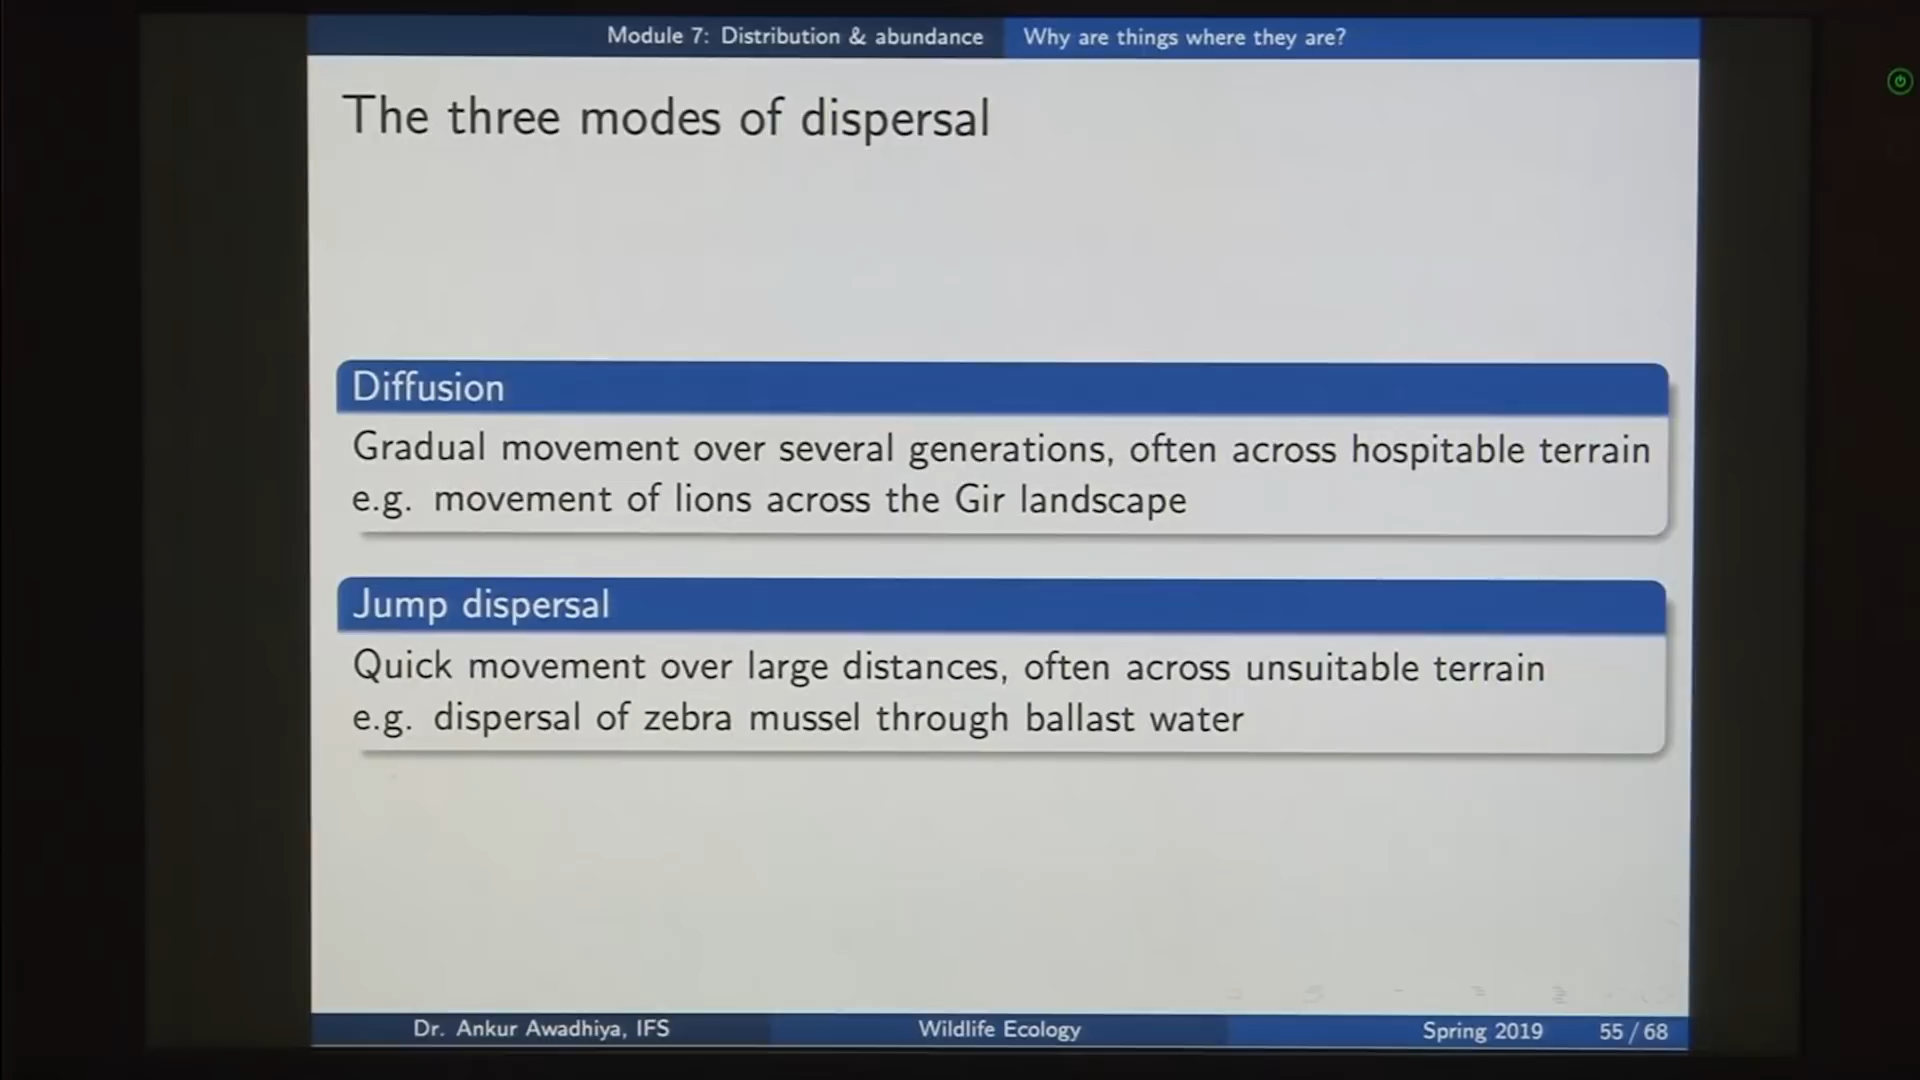 Module 7: Distribution & abundance Why are things where they are?
The three modes of dispersal
Diffusion
Gradual movement over several generations, often across hospitable terrain
e.g. movement of lions across the Gir landscape
Jump dispersal
Quick movement over large distances, often across unsuitable terrain
e.g. dispersal of zebra mussel through ballast water
Dr. Ankur Awadhiya, IFS Wildlife Ecology Spring 2019 55 / 68